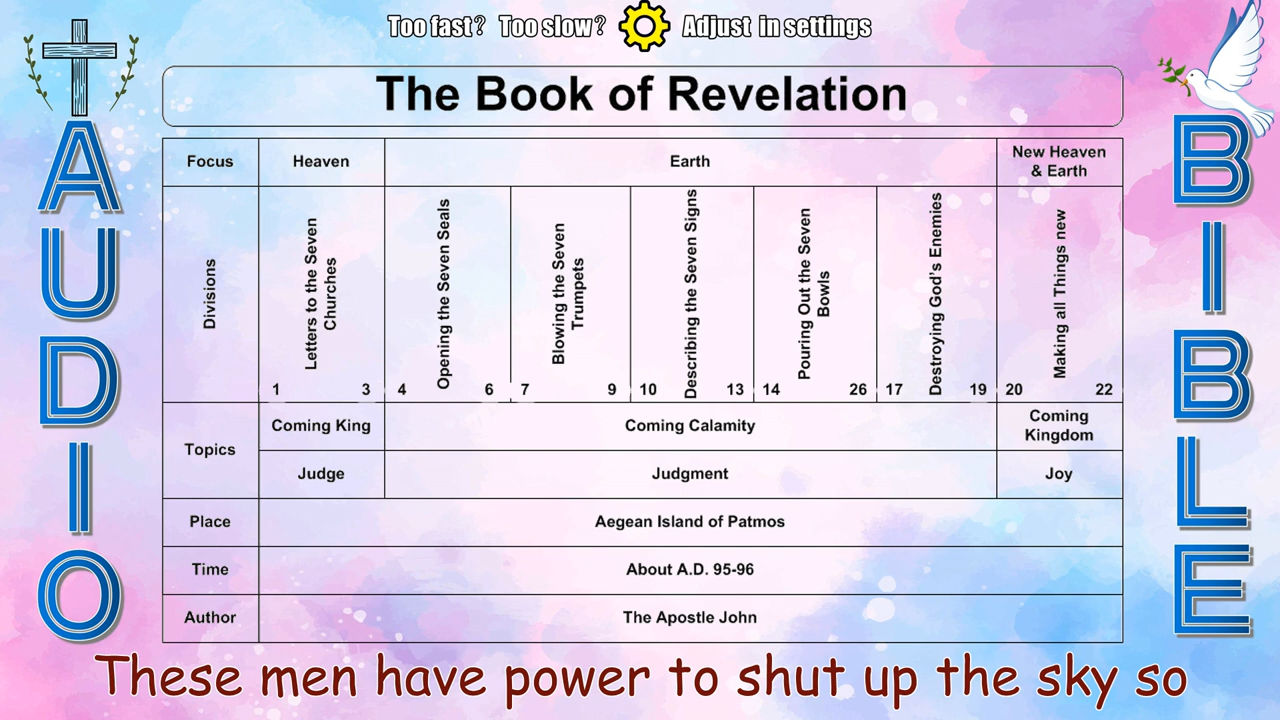 Too fast? Too slow? Adjust in settings
The Book of Revelation
AUDIO
BIBLE
Focus Heaven Earth New Heaven
& Earth
Divisions
Letters to the Seven
Churches
1 3
Opening the Seven Seals
4 6
Blowing the Seven
Trumpets
7 9
Describing the Seven Signs
10 13
Pouring Out the Seven
Bowls
14 26
Destroying God's Enemies
17 19
Making all Things new
20 22
Topics
Coming King Coming Calamity Coming
Kingdom
Judge Judgment Joy
Place Aegean Island of Patmos
Time About A.D. 95-96
Author The Apostle John
These men have power to shut up the sky so